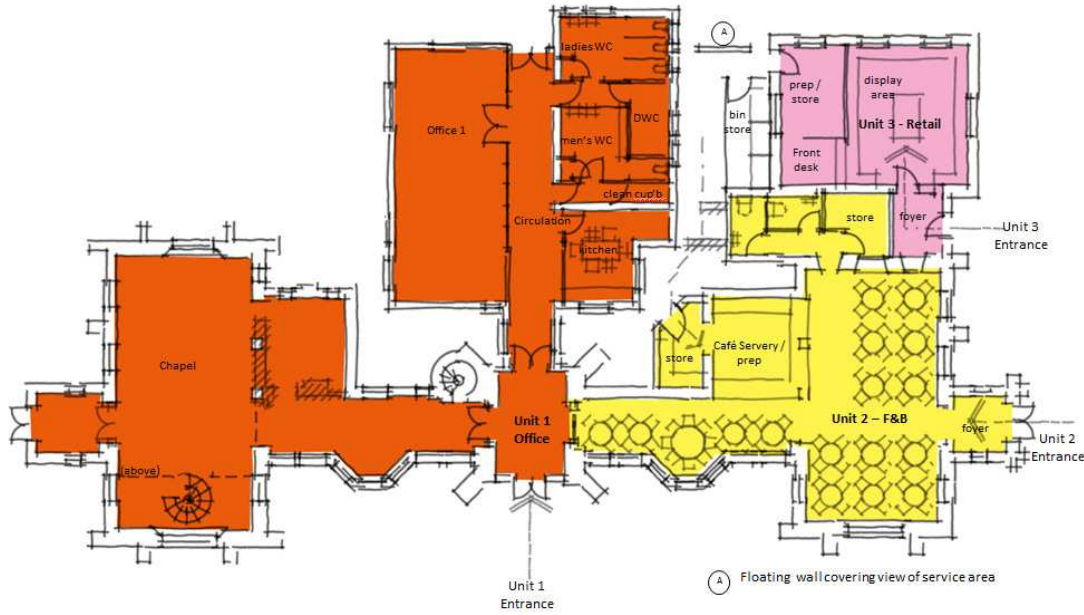 A
ladies WC
prep /
store
display
area
bin
store
Office 1
DWC
Unit 3 - Retail
men's WC
Front
desk
clean cup'b
Circulation
store
foyer
Unit 3
Entrance
kitchen
Chapel
store
Café Servery /
prep
Unit 1
Office
Unit 2 – F&B
foyer
Unit 2
Entrance
(above)
Unit 1
Entrance
A Floating wall covering view of service area